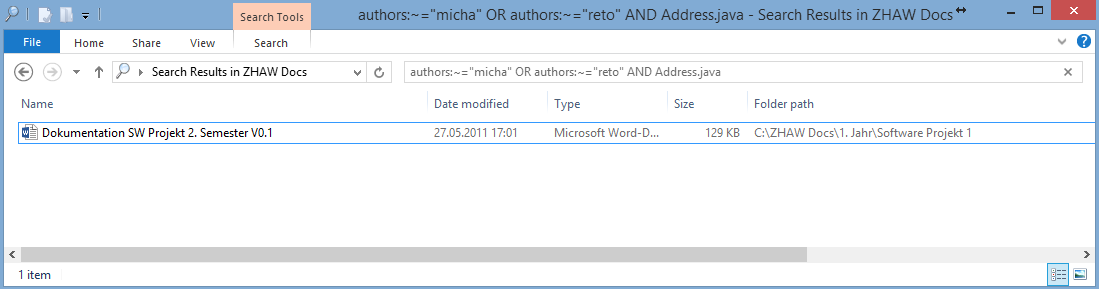 Search Tools
authors:~="micha" OR authors:~="reto" AND Address.java - Search Results in ZHAW Docs
File Home Share View Search
Search Results in ZHAW Docs authors:~="micha" OR authors:~="reto" AND Address.java
Name Date modified Type Size Folder path
Dokumentation SW Projekt 2. Semester V0.1 27.05.2011 17:01 Microsoft Word-D... 129 KB C:\ZHAW Docs\1. Jahr\Software Projekt 1
1 item